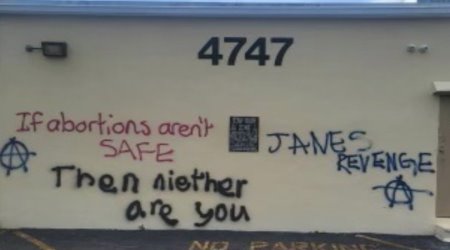 4747
If abortions aren't
SAFE
Then niether
are you
JANES
REVENGE
NO PARKING